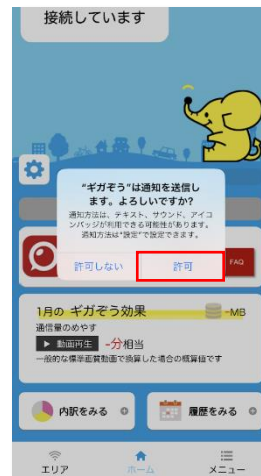 接続しています
"ギガぞう"は通知を送信し
ます。よろしいですか?
通知方法は、テキスト、サウンド、アイコ
ンバッジが利用できる可能性があります。
通知方法は"設定"で設定できます。
許可しない 許可
FAQ
1月の ギガぞう効果 -MB
通信量のめやす
動画再生 -分相当
一般的な標準画質動画で換算した場合の概算値です
内訳をみる 履歴をみる
エリア ホーム メニュー